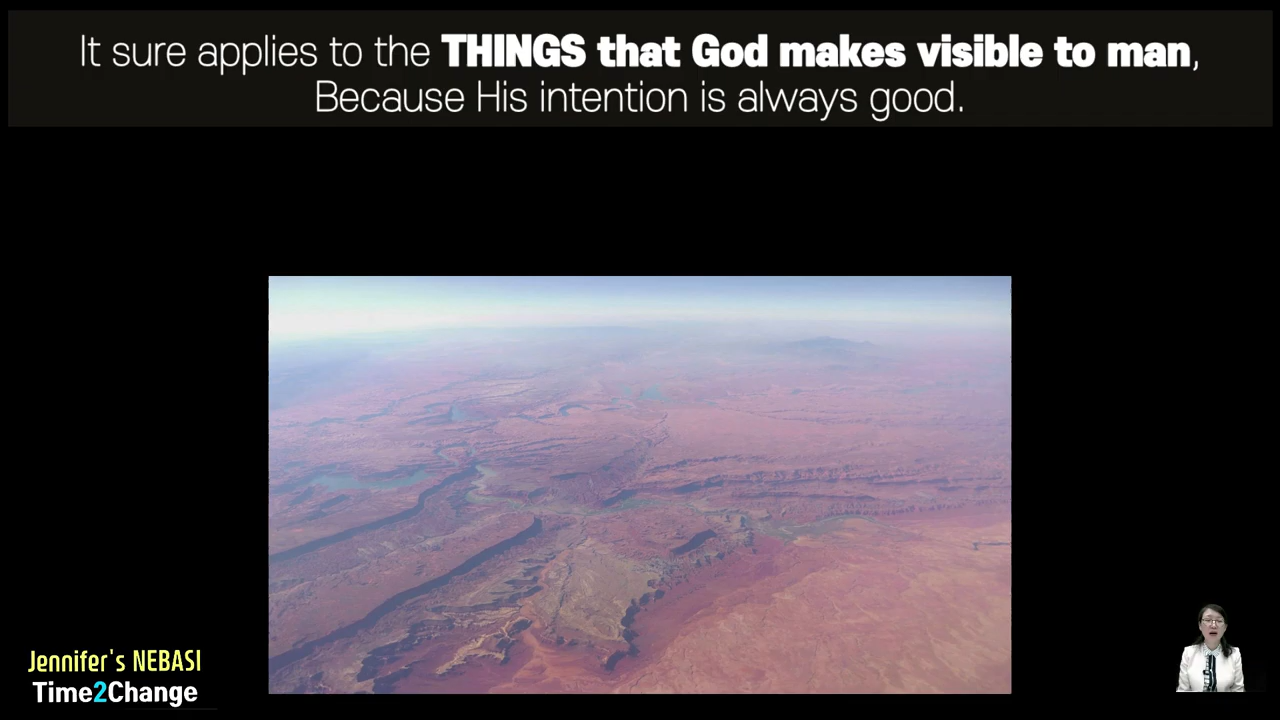 It sure applies to the THINGS that God makes visible to man,
Because His intention is always good.
Jennifer's NEBASI
Time2Change